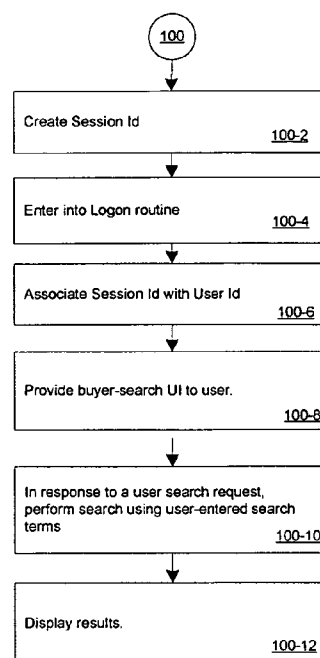 100
Create Session Id
100-2
Enter into Logon routine
100-4
Associate Session Id with User Id
100-6
Provide buyer-search UI to user.
100-8
In response to a user search request,
perform search using user-entered search
terms
100-10
Display results.
100-12